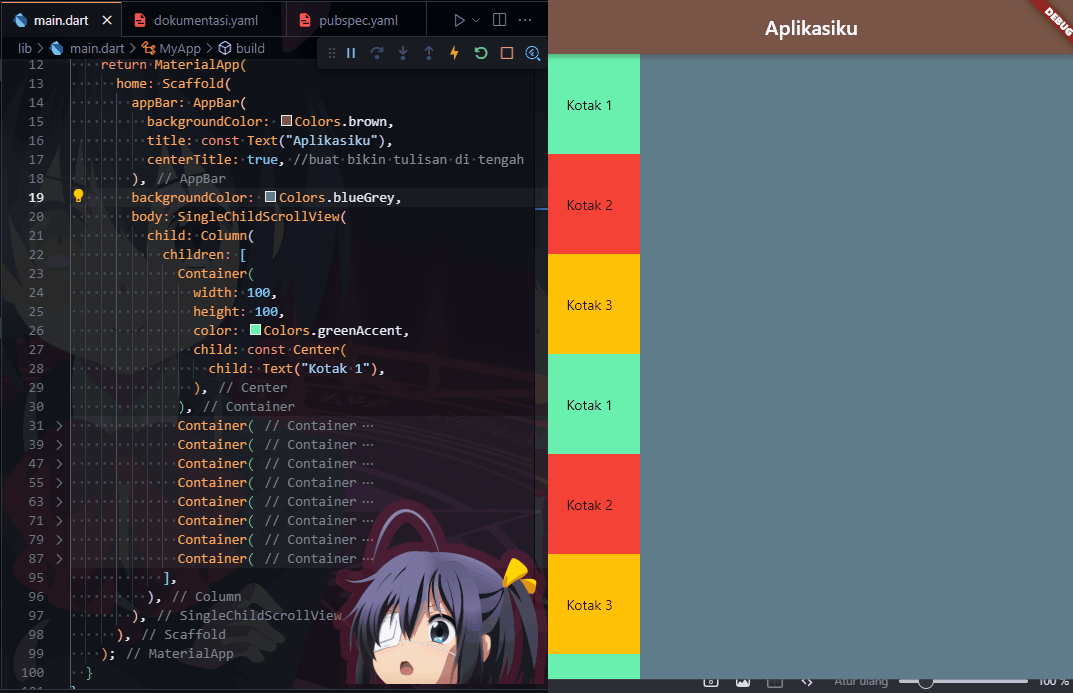 main.dart
dokumentasi.yaml
pubspec.yaml
lib > main.dart > MyApp > build
12 return MaterialApp(
13 home: Scaffold(
14 appBar: AppBar(
15 backgroundColor: Colors.brown,
16 title: const Text("Aplikasiku"),
17 centerTitle: true, //buat bikin tulisan di tengah
18 ), // AppBar
19 backgroundColor: Colors.blueGrey,
20 body: SingleChildScrollView(
21 child: Column(
22 children: [
23 Container(
24 width: 100,
25 height: 100,
26 color: Colors.greenAccent,
27 child: const Center(
28 child: Text("Kotak 1"),
29 ), // Center
30 ), // Container
31 > Container( // Container ···
39 > Container( // Container ···
47 > Container( // Container ···
55 > Container( // Container ···
63 > Container( // Container ···
71 > Container( // Container ···
79 > Container( // Container ···
87 > Container( // Container ···
95 ],
96 ), // Column
97 ), // SingleChildScrollView
98 ), // Scaffold
99 ); // MaterialApp
100 }
101 }
Aplikasiku
DEBUG
Kotak 1
Kotak 2
Kotak 3
Kotak 1
Kotak 2
Kotak 3
Atur ulang
100 %